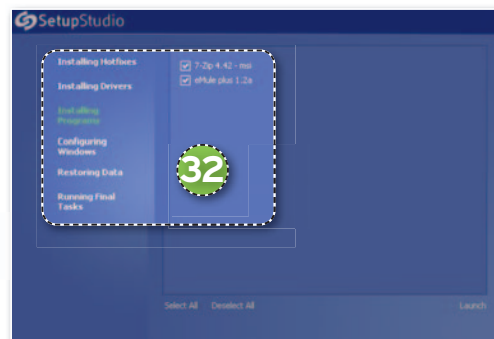 SetupStudio
Installing Hotfixes
Installing Drivers
Installing
Programs
Configuring
Windows
Restoring Data
Running Final
Tasks
7-Zip 4.42 - msi
eMule plus 1.2a
32
Select All Deselect All
Launch